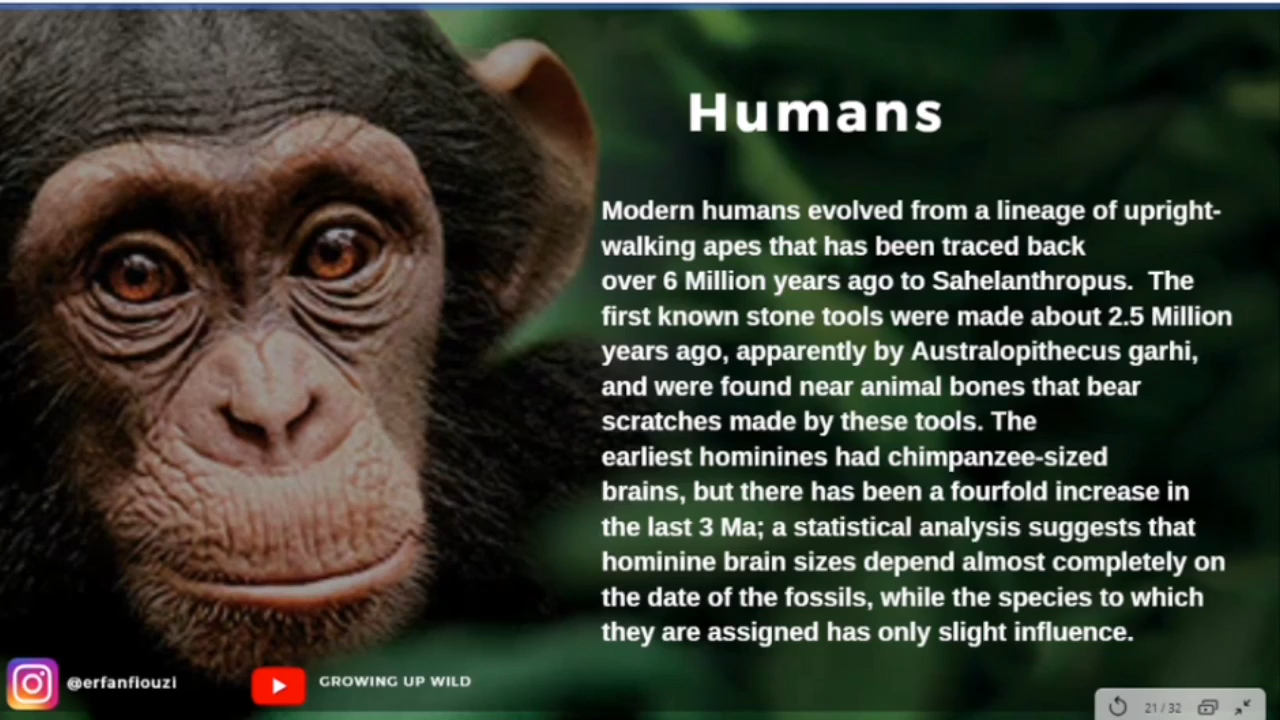 Humans
Modern humans evolved from a lineage of upright-
walking apes that has been traced back
over 6 Million years ago to Sahelanthropus.  The
first known stone tools were made about 2.5 Million
years ago, apparently by Australopithecus garhi,
and were found near animal bones that bear
scratches made by these tools. The
earliest hominines had chimpanzee-sized
brains, but there has been a fourfold increase in
the last 3 Ma; a statistical analysis suggests that
hominine brain sizes depend almost completely on
the date of the fossils, while the species to which
they are assigned has only slight influence.
@erfanfiouzi
GROWING UP WILD
21 / 32